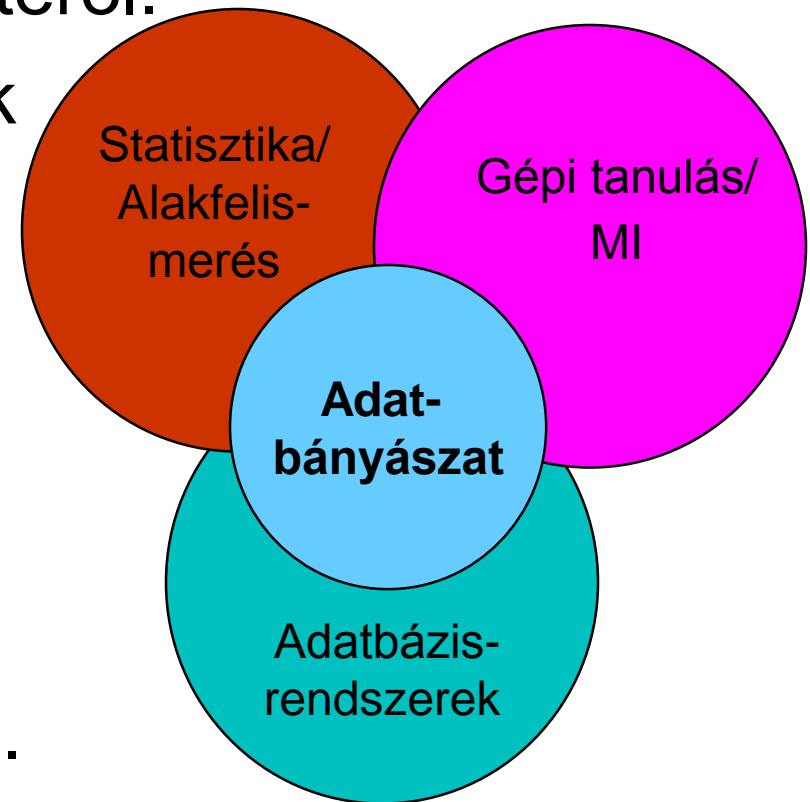 k
Statisztika/
Alakfelis-
merés
Gépi tanulás/
MI
Adat-
bányászat
Adatbázis-
rendszerek
.